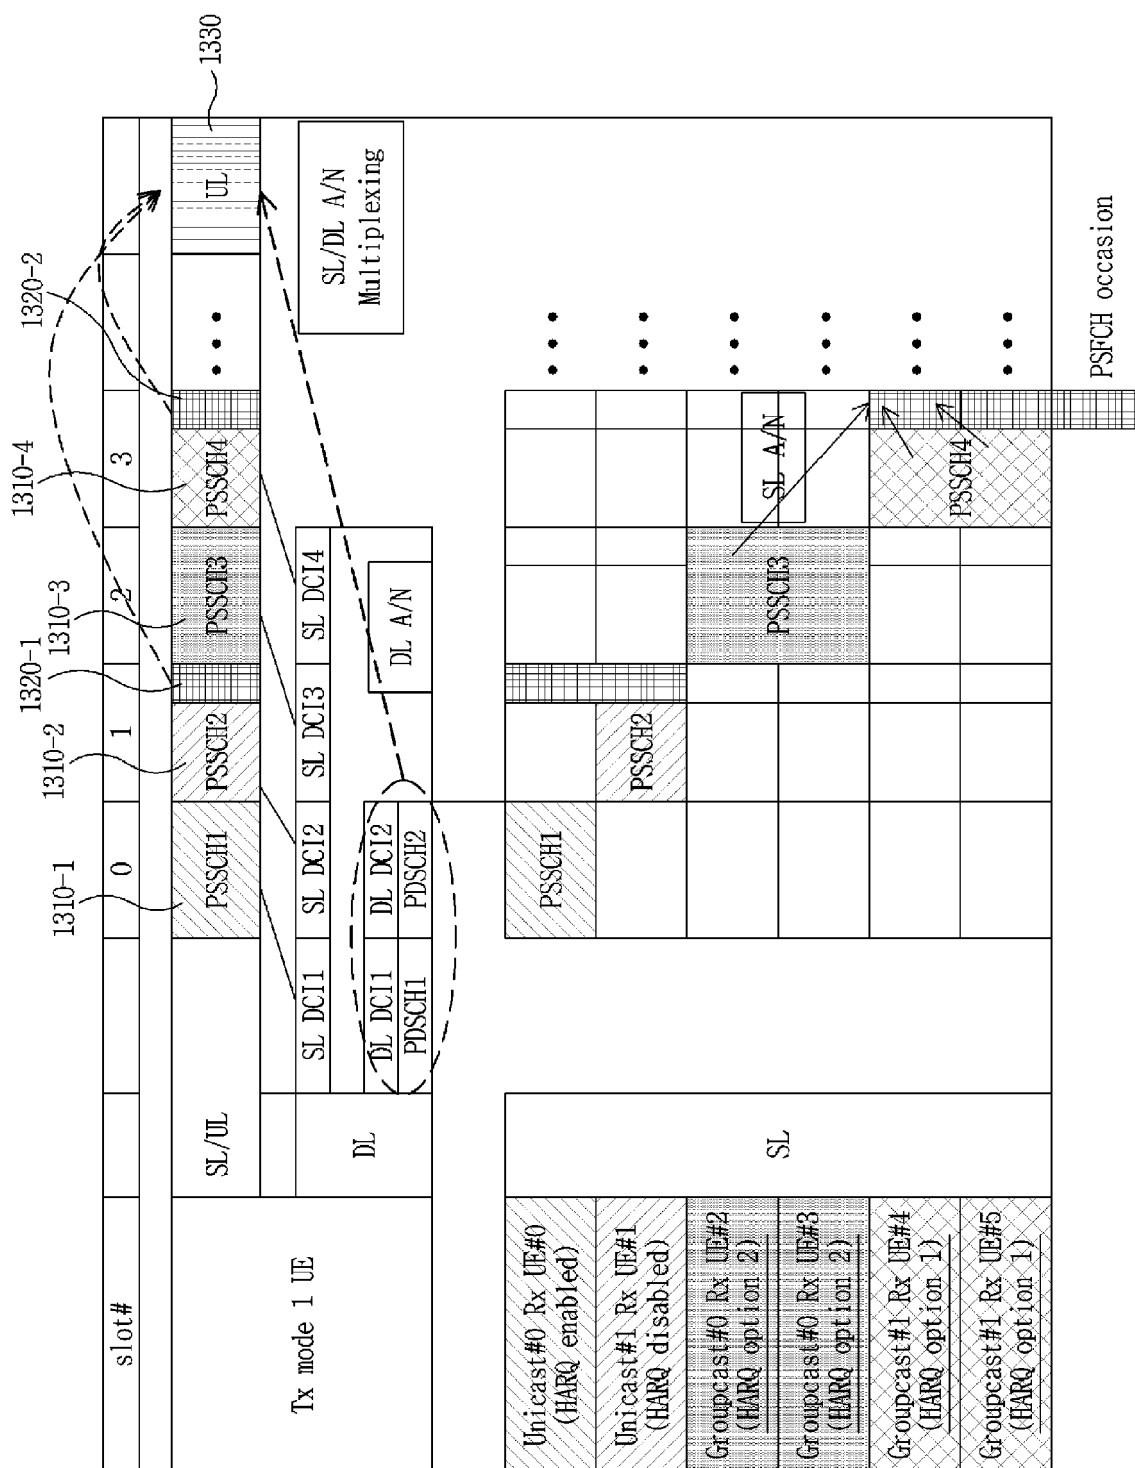 1310-1
1310-2
1320-1
1310-3
1310-4
1320-2
1330
slot#
0
1
2
3
Tx mode 1 UE
SL/UL
PSSCH1
PSSCH2
PSSCH3
PSSCH4
UL
DL
SL DCI1
SL DCI2
SL DCI3
SL DCI4
SL/DL A/N
Multiplexing
DL DCI1
DL DCI2
PDSCH1
PDSCH2
DL A/N
Unicast#0 Rx UE#0
(HARQ enabled)
Unicast#1 Rx UE#1
(HARQ disabled)
Groupcast#0 Rx UE#2
(HARQ option 2)
Groupcast#0 Rx UE#3
(HARQ option 2)
Groupcast#1 Rx UE#4
(HARQ option 1)
Groupcast#1 Rx UE#5
(HARQ option 1)
SL
PSSCH1
PSSCH2
PSSCH3
SL A/N
PSSCH4
PSFCH occasion